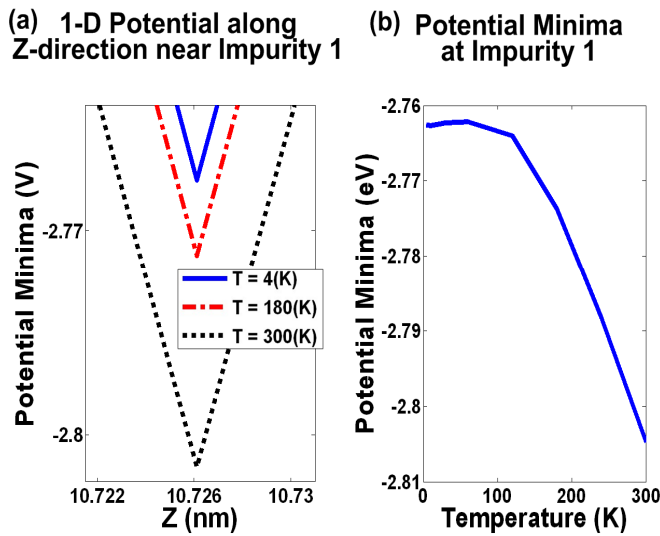 (a) 1-D Potential along
Z-direction near Impurity 1
Potential Minima (V)
-2.77
-2.8
T = 4(K)
T = 180(K)
T = 300(K)
10.722 10.726 10.73
Z (nm)
(b) Potential Minima
at Impurity 1
Potential Minima (eV)
-2.76
-2.77
-2.78
-2.79
-2.8
-2.81
0 100 200 300
Temperature (K)